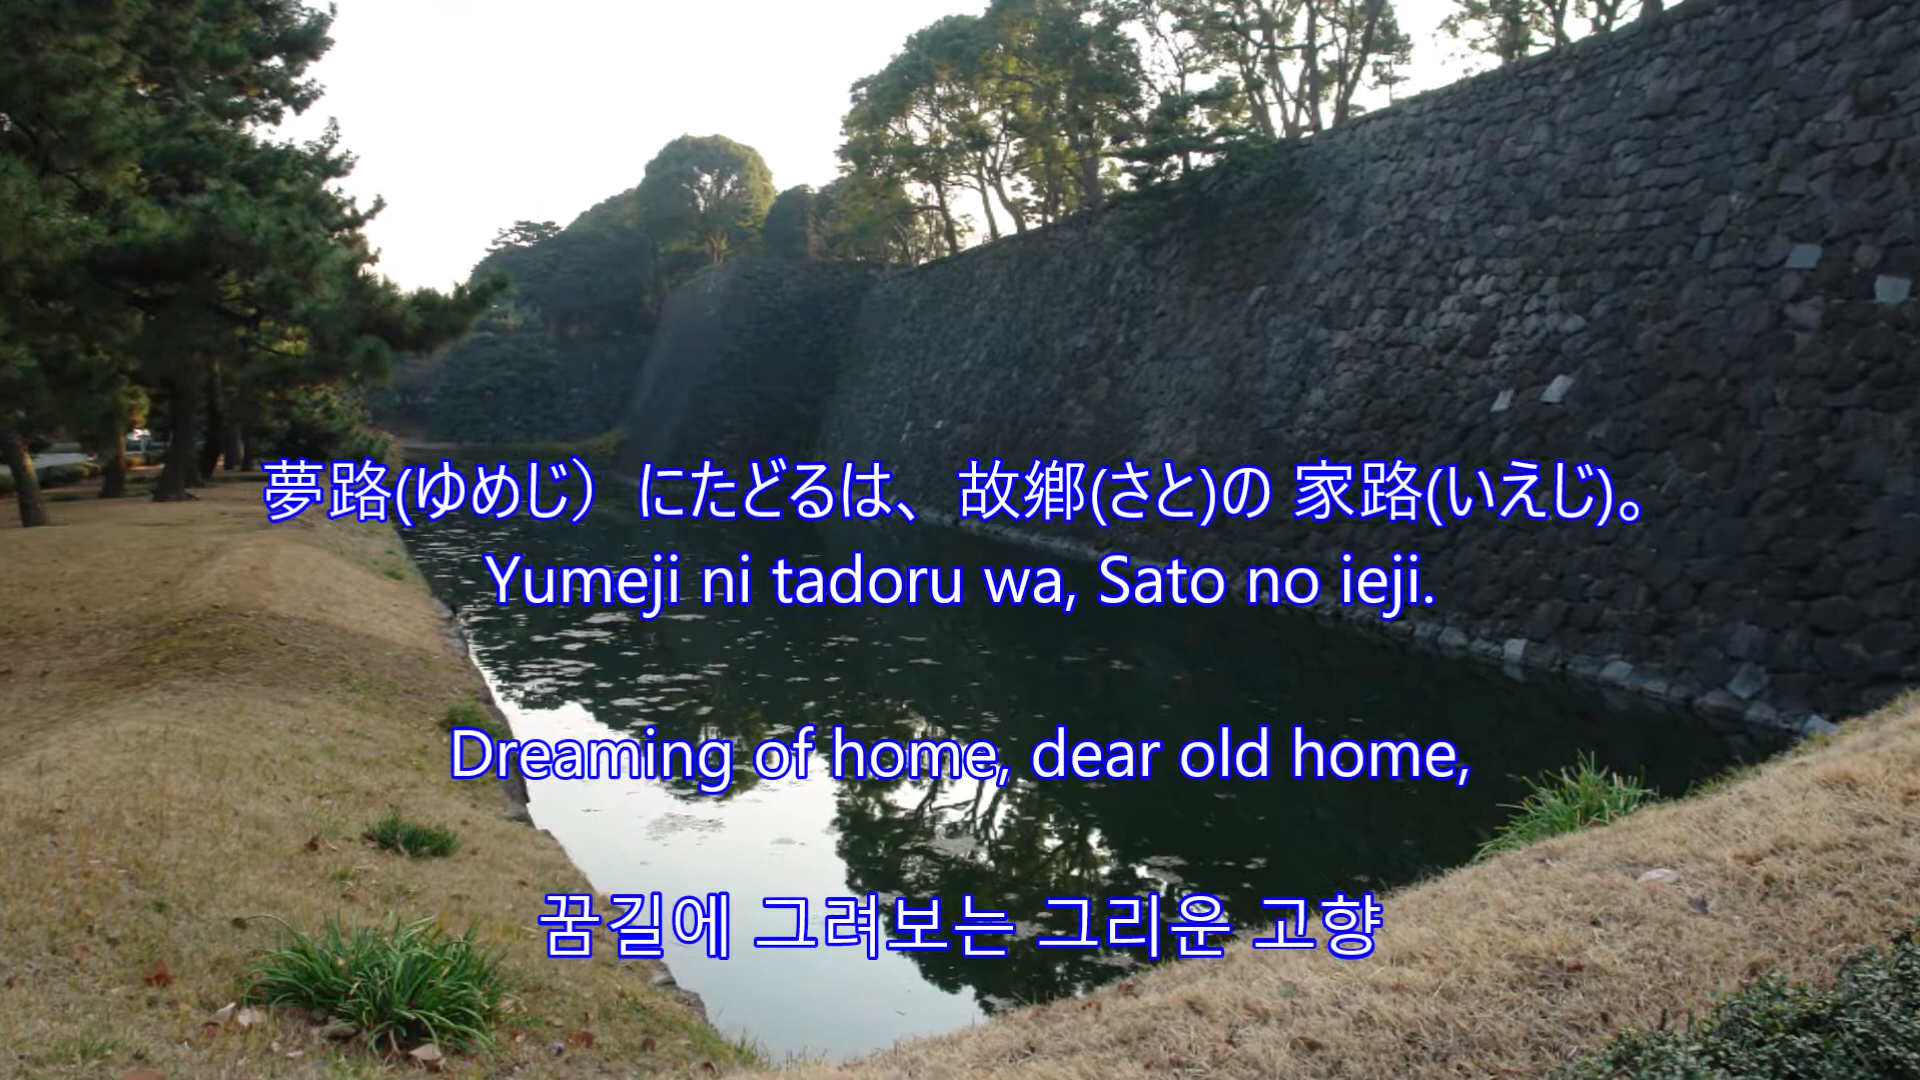 夢路(ゆめじ）にたどるは、故郷(さと)の 家路(いえじ)。
Yumeji ni tadoru wa, Sato no ieji.
Dreaming of home, dear old home,
꿈길에 그려보는 그리운 고향